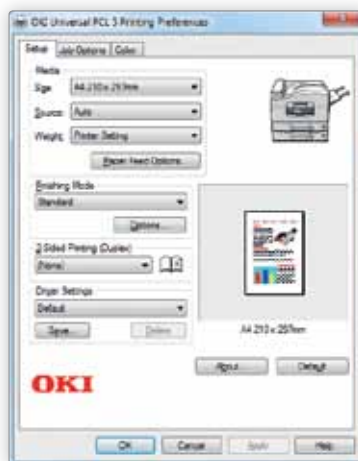 OKI Universal PCL 5 Printing Preferences
Setup Job Options Color
Media
Size: A4 210 x 297mm
Source: Auto
Weight: Printer Setting
Paper Feed Options...
Finishing Mode
Standard
Options...
2-Sided Printing (Duplex)
(None)
Driver Settings
Default
Save... Delete
A4 210 x 297mm
About... Default
OKI
OK Cancel Apply Help